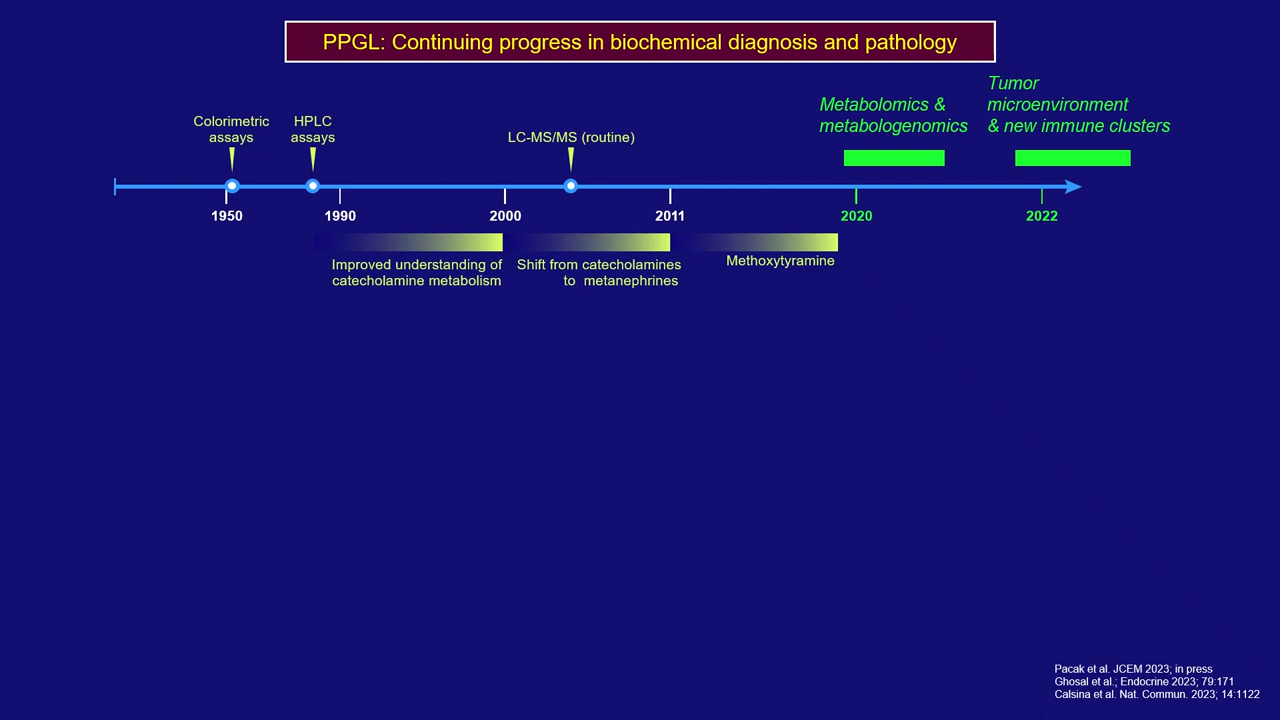 PPGL: Continuing progress in biochemical diagnosis and pathology
Tumor
microenvironment
& new immune clusters
Metabolomics &
metabologenomics
Colorimetric
assays
HPLC
assays
LC-MS/MS (routine)
1950
1990
2000
2011
2020
2022
Improved understanding of
catecholamine metabolism
Shift from catecholamines
to metanephrines
Methoxytyramine
Pacak et al. JCEM 2023; in press
Ghosal et al.; Endocrine 2023; 79:171
Calsina et al. Nat. Commun. 2023; 14:1122